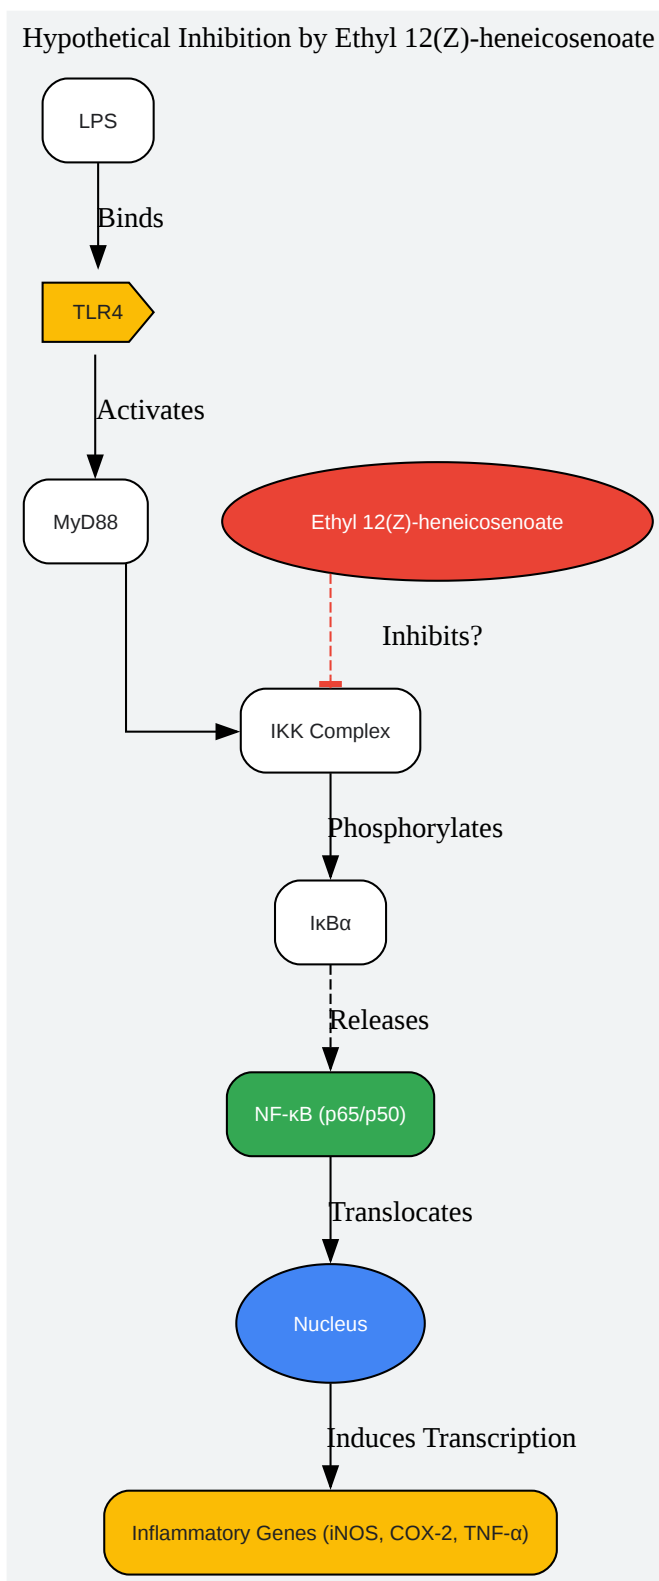 Hypothetical Inhibition by Ethyl 12(Z)-heneicosenoate
LPS
Binds
TLR4
Activates
MyD88
Ethyl 12(Z)-heneicosenoate
Inhibits?
IKK Complex
Phosphorylates
IκBα
Releases
NF-κB (p65/p50)
Translocates
Nucleus
Induces Transcription
Inflammatory Genes (iNOS, COX-2, TNF-α)